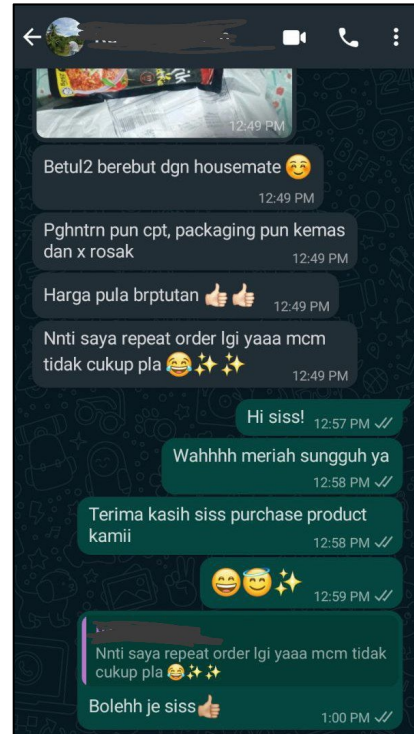 12:49 PM
Betul2 berebut dgn housemate ☺️
12:49 PM
Pghntrn pun cpt, packaging pun kemas
dan x rosak
12:49 PM
Harga pula brptutan 👍🏻👍🏻
12:49 PM
Nnti saya repeat order lgi yaaa mcm
tidak cukup pla 😂✨✨
12:49 PM
Hi siss!
12:57 PM
Wahhhh meriah sungguh ya
12:58 PM
Terima kasih siss purchase product
kamii
12:58 PM
😄😇✨
12:59 PM
Nnti saya repeat order lgi yaaa mcm tidak
cukup pla 😂✨✨
Bolehh je siss👍🏻
1:00 PM